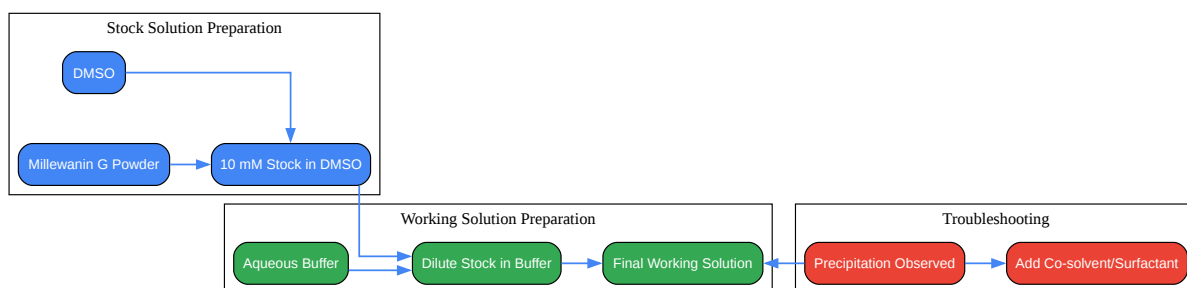 Stock Solution Preparation
DMSO
Millewanin G Powder
10 mM Stock in DMSO
Working Solution Preparation
Aqueous Buffer
Dilute Stock in Buffer
Final Working Solution
Troubleshooting
Precipitation Observed
Add Co-solvent/Surfactant